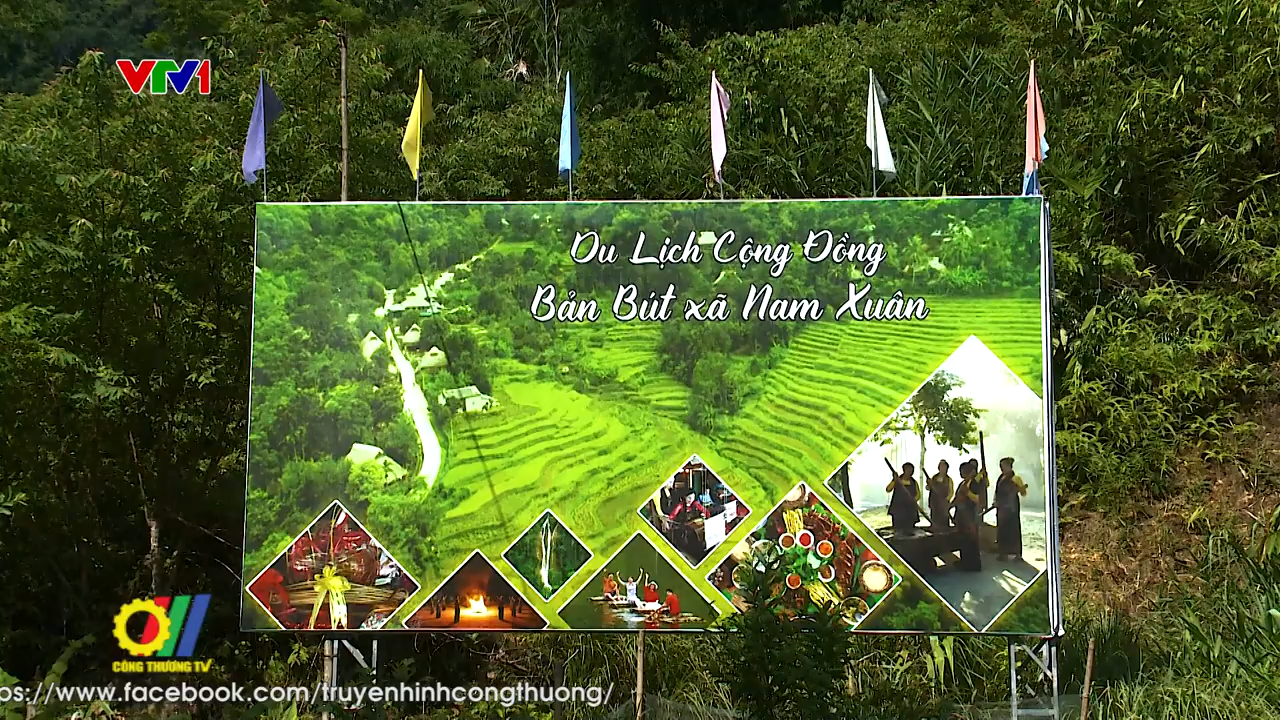 VTV1
Du Lịch Cộng Đồng
Bản Bút xã Nam Xuân
CÔNG THƯƠNG TV
ps://www.facebook.com/truyenhinhcongthuong/